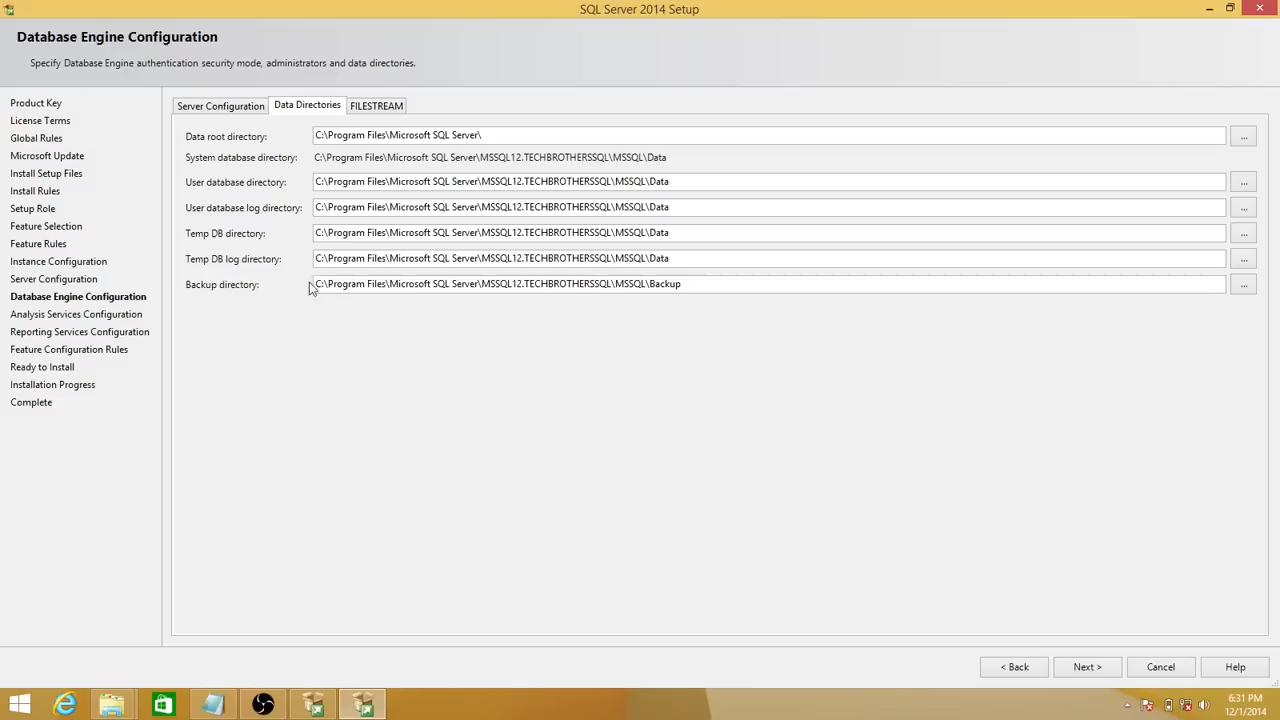 SQL Server 2014 Setup
Database Engine Configuration
Specify Database Engine authentication security mode, administrators and data directories.
Product Key
License Terms
Global Rules
Microsoft Update
Install Setup Files
Install Rules
Setup Role
Feature Selection
Feature Rules
Instance Configuration
Server Configuration
Database Engine Configuration
Analysis Services Configuration
Reporting Services Configuration
Feature Configuration Rules
Ready to Install
Installation Progress
Complete
Server Configuration Data Directories FILESTREAM
Data root directory: C:\Program Files\Microsoft SQL Server\ ...
System database directory: C:\Program Files\Microsoft SQL Server\MSSQL12.TECHBROTHERSSQL\MSSQL\Data
User database directory: C:\Program Files\Microsoft SQL Server\MSSQL12.TECHBROTHERSSQL\MSSQL\Data ...
User database log directory: C:\Program Files\Microsoft SQL Server\MSSQL12.TECHBROTHERSSQL\MSSQL\Data ...
Temp DB directory: C:\Program Files\Microsoft SQL Server\MSSQL12.TECHBROTHERSSQL\MSSQL\Data ...
Temp DB log directory: C:\Program Files\Microsoft SQL Server\MSSQL12.TECHBROTHERSSQL\MSSQL\Data ...
Backup directory: C:\Program Files\Microsoft SQL Server\MSSQL12.TECHBROTHERSSQL\MSSQL\Backup ...
< Back Next > Cancel Help
6:31 PM
12/1/2014